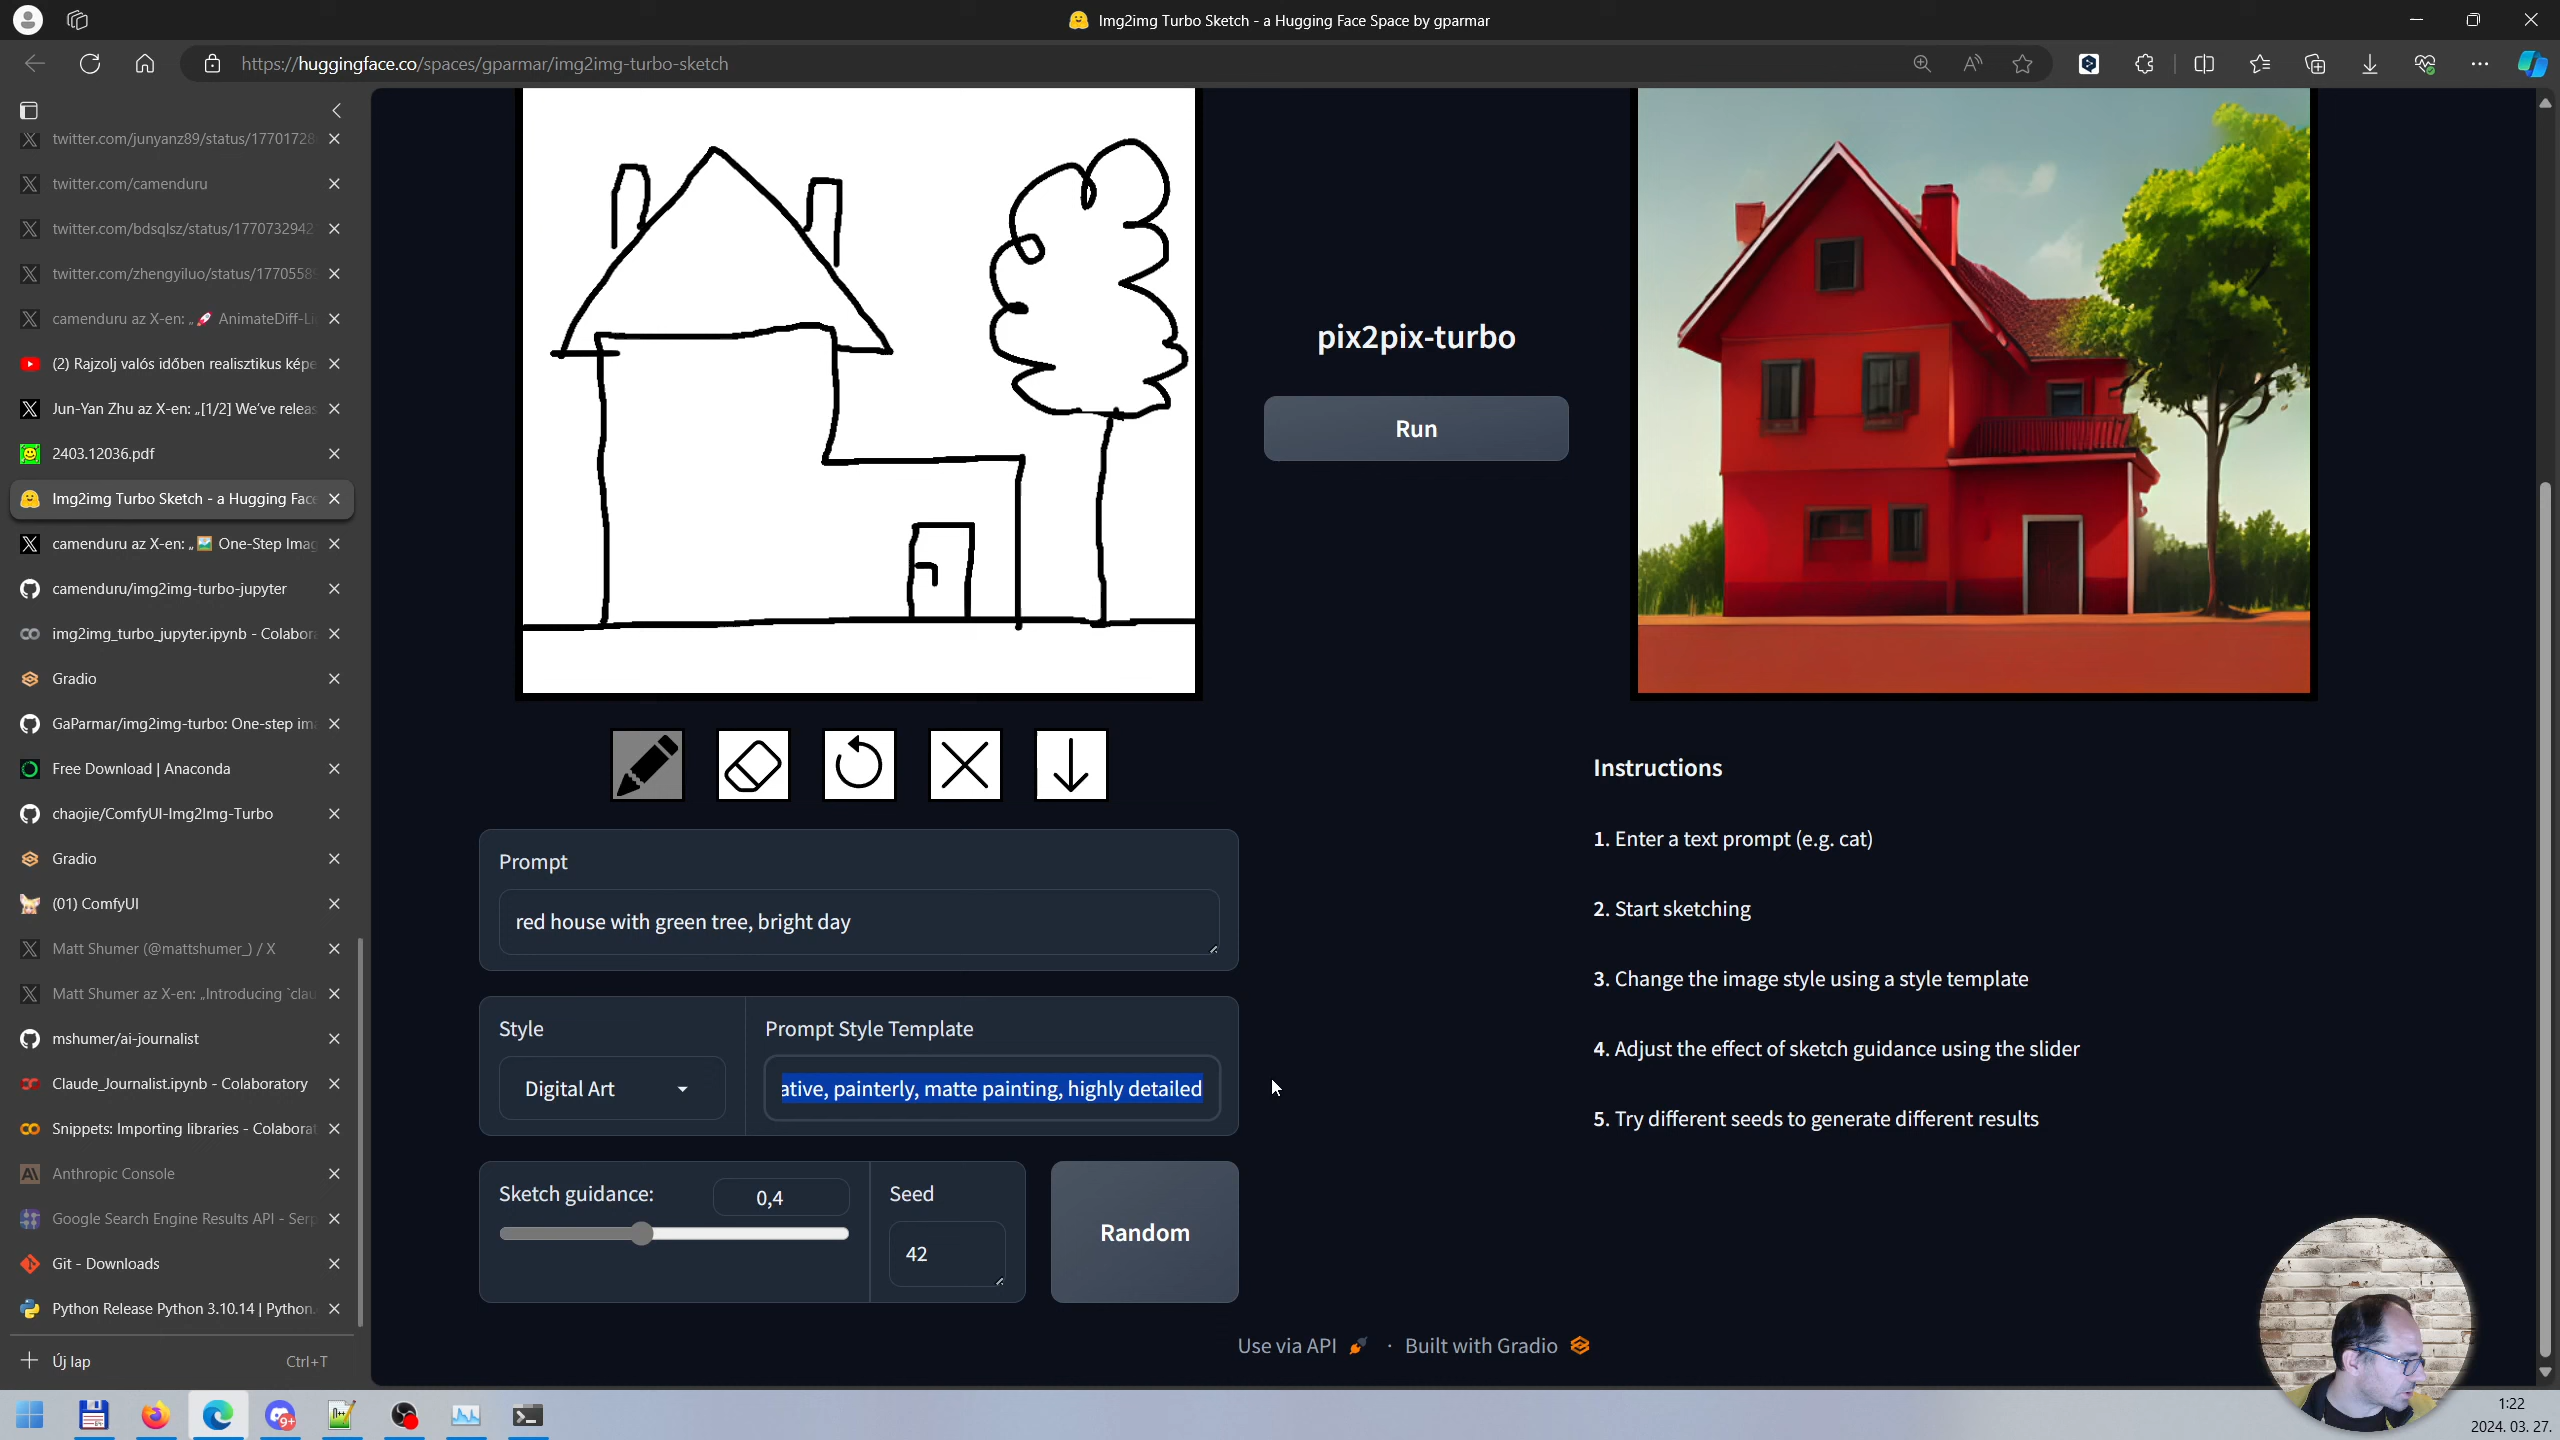 Img2img Turbo Sketch - a Hugging Face Space by gparmar
https://huggingface.co/spaces/gparmar/img2img-turbo-sketch
twitter.com/junyanz89/status/17701728
twitter.com/camenduru
twitter.com/bdsqlsz/status/1770732942
twitter.com/zhengyiluo/status/1770558
camenduru az X-en: „🚀 AnimateDiff-Li
(2) Rajzolj valós időben realisztikus képe
Jun-Yan Zhu az X-en: „[1/2] We've releas
2403.12036.pdf
Img2img Turbo Sketch - a Hugging Face
camenduru az X-en: „🖼️ One-Step Imag
camenduru/img2img-turbo-jupyter
img2img_turbo_jupyter.ipynb - Colabora
Gradio
GaParmar/img2img-turbo: One-step im
Free Download | Anaconda
chaojie/ComfyUI-Img2Img-Turbo
Gradio
(01) ComfyUI
Matt Shumer (@mattshumer_) / X
Matt Shumer az X-en: „Introducing `clau
mshumer/ai-journalist
Claude_Journalist.ipynb - Colaboratory
Snippets: Importing libraries - Colaborat
Anthropic Console
Google Search Engine Results API - Serp
Git - Downloads
Python Release Python 3.10.14 | Python.
Új lap Ctrl+T
pix2pix-turbo
Run
Prompt
red house with green tree, bright day
Style
Digital Art
Prompt Style Template
ative, painterly, matte painting, highly detailed
Sketch guidance:
0,4
Seed
42
Random
Instructions
1. Enter a text prompt (e.g. cat)
2. Start sketching
3. Change the image style using a style template
4. Adjust the effect of sketch guidance using the slider
5. Try different seeds to generate different results
Use via API 🚀 · Built with Gradio
9+
1:22
2024. 03. 27.